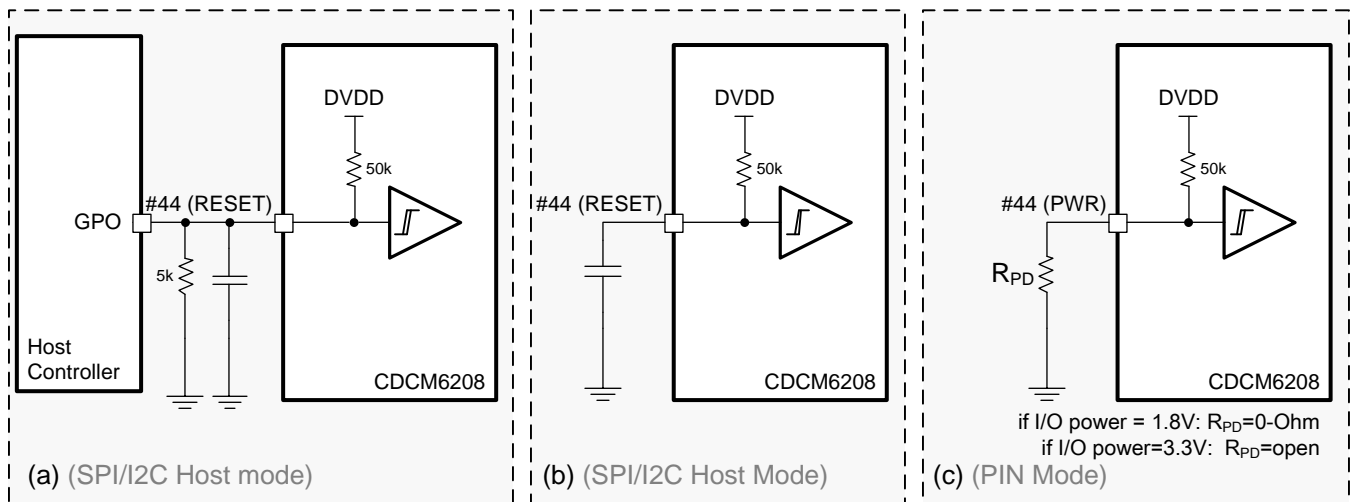 DVDD
50k
#44 (RESET)
GPO
5k
Host
Controller
CDCM6208
(a) (SPI/I2C Host mode)
DVDD
50k
#44 (RESET)
CDCM6208
(b) (SPI/I2C Host Mode)
DVDD
50k
#44 (PWR)
RPD
CDCM6208
if I/O power = 1.8V: RPD=0-Ohm
if I/O power=3.3V: RPD=open
(c) (PIN Mode)